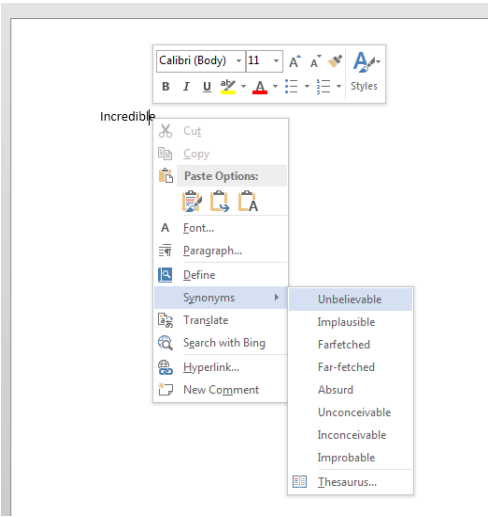 Calibri (Body) 11 A A A
B I U aby A Styles
Incredible
Cut
Copy
Paste Options:
A
A Font...
Paragraph...
Define
Synonyms
Unbelievable
Implausible
Farfetched
Far-fetched
Absurd
Unconceivable
Inconceivable
Improbable
Thesaurus...
Translate
Search with Bing
Hyperlink...
New Comment